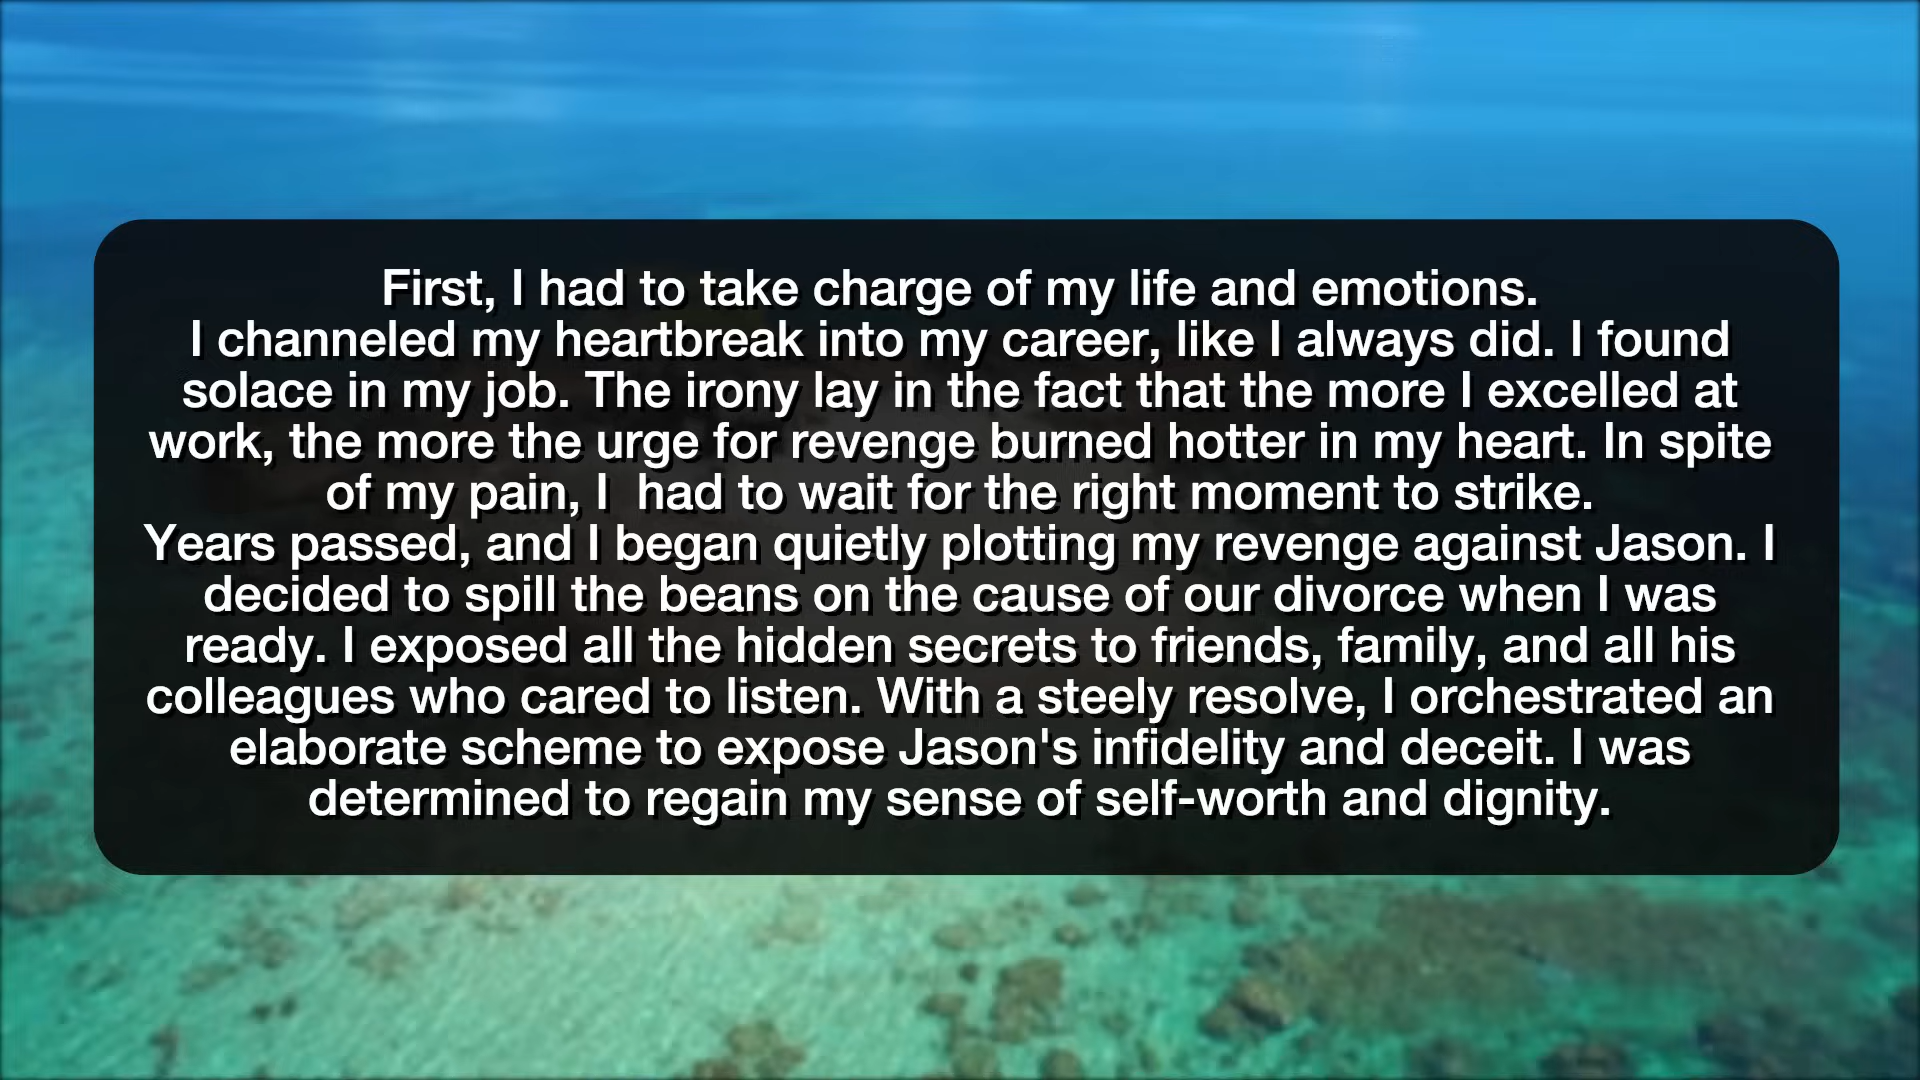 First, I had to take charge of my life and emotions.
I channeled my heartbreak into my career, like I always did. I found
solace in my job. The irony lay in the fact that the more I excelled at
work, the more the urge for revenge burned hotter in my heart. In spite
of my pain, I  had to wait for the right moment to strike.
Years passed, and I began quietly plotting my revenge against Jason. I
decided to spill the beans on the cause of our divorce when I was
ready. I exposed all the hidden secrets to friends, family, and all his
colleagues who cared to listen. With a steely resolve, I orchestrated an
elaborate scheme to expose Jason's infidelity and deceit. I was
determined to regain my sense of self-worth and dignity.